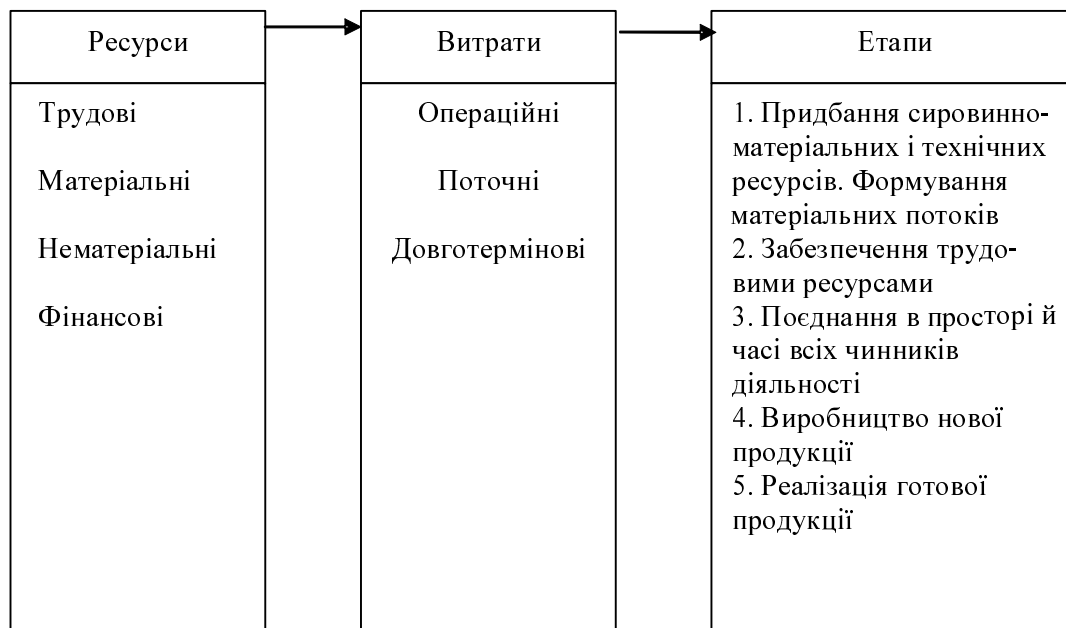 Ресурси
Трудові
Матеріальні
Нематеріальні
Фінансові
Витрати
Операційні
Поточні
Довготермінові
Етапи
1. Придбання сировинно-
матеріальних і технічних
ресурсів. Формування
матеріальних потоків
2. Забезпечення трудо-
вими ресурсами
3. Поєднання в просторі й
часі всіх чинників
діяльності
4. Виробництво нової
продукції
5. Реалізація готової
продукції